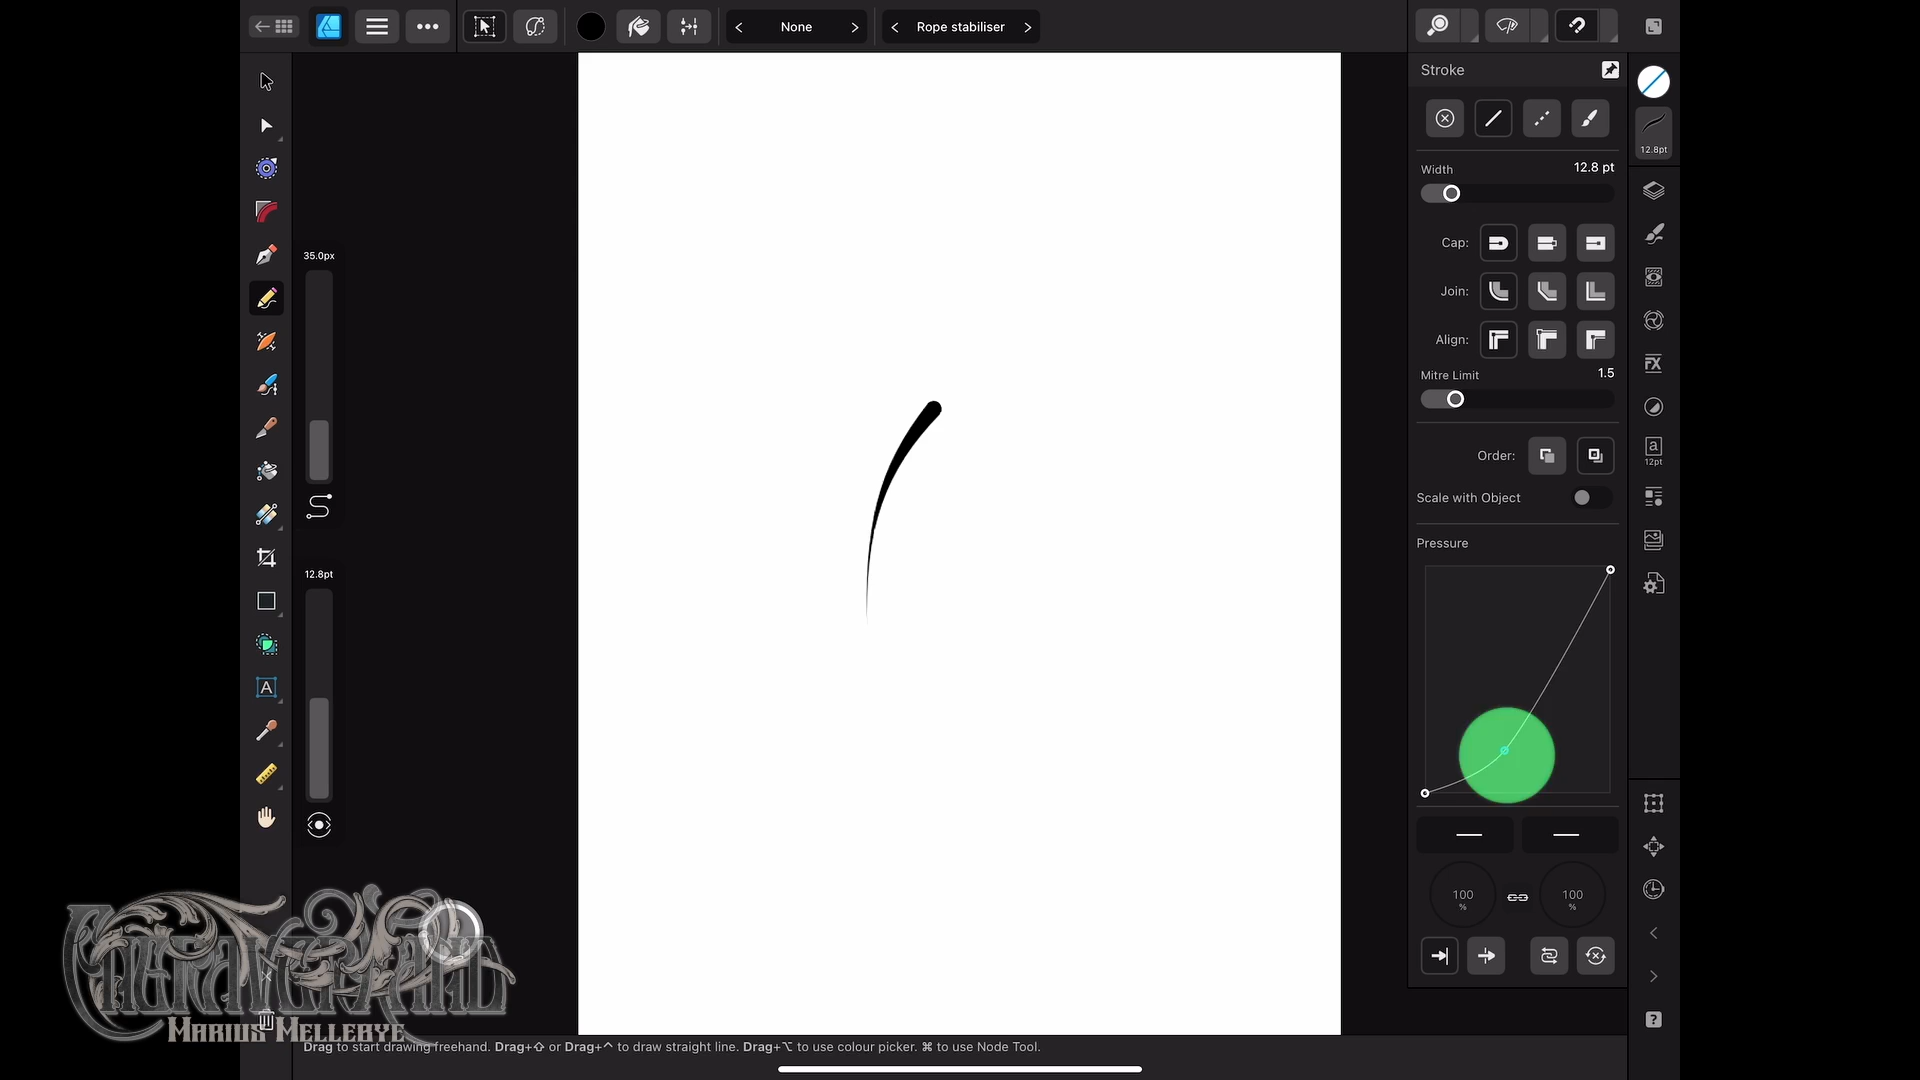 None
Rope stabiliser
Stroke
12.8pt
Width
12.8 pt
Cap:
35.0px
Join:
Align:
FX
Mitre Limit
1.5
a
12pt
Order:
Scale with Object
Pressure
12.8pt
A
100
%
100
%
MARIUS MELLEBYE
?
Drag to start drawing freehand. Drag+⇧ or Drag+^ to draw straight line. Drag+⌥ to use colour picker. ⌘ to use Node Tool.